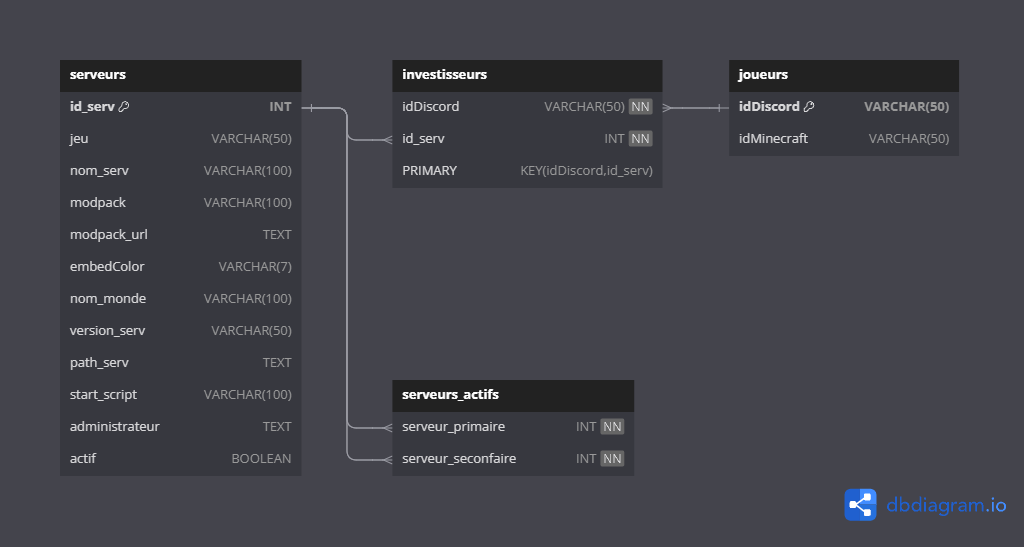 serveurs
id_serv INT
jeu VARCHAR(50)
nom_serv VARCHAR(100)
modpack VARCHAR(100)
modpack_url TEXT
embedColor VARCHAR(7)
nom_monde VARCHAR(100)
version_serv VARCHAR(50)
path_serv TEXT
start_script VARCHAR(100)
administrateur TEXT
actif BOOLEAN
investisseurs
idDiscord VARCHAR(50) NN
id_serv INT NN
PRIMARY KEY(idDiscord,id_serv)
joueurs
idDiscord VARCHAR(50)
idMinecraft VARCHAR(50)
serveurs_actifs
serveur_primaire INT NN
serveur_seconfaire INT NN
dbdiagram.io